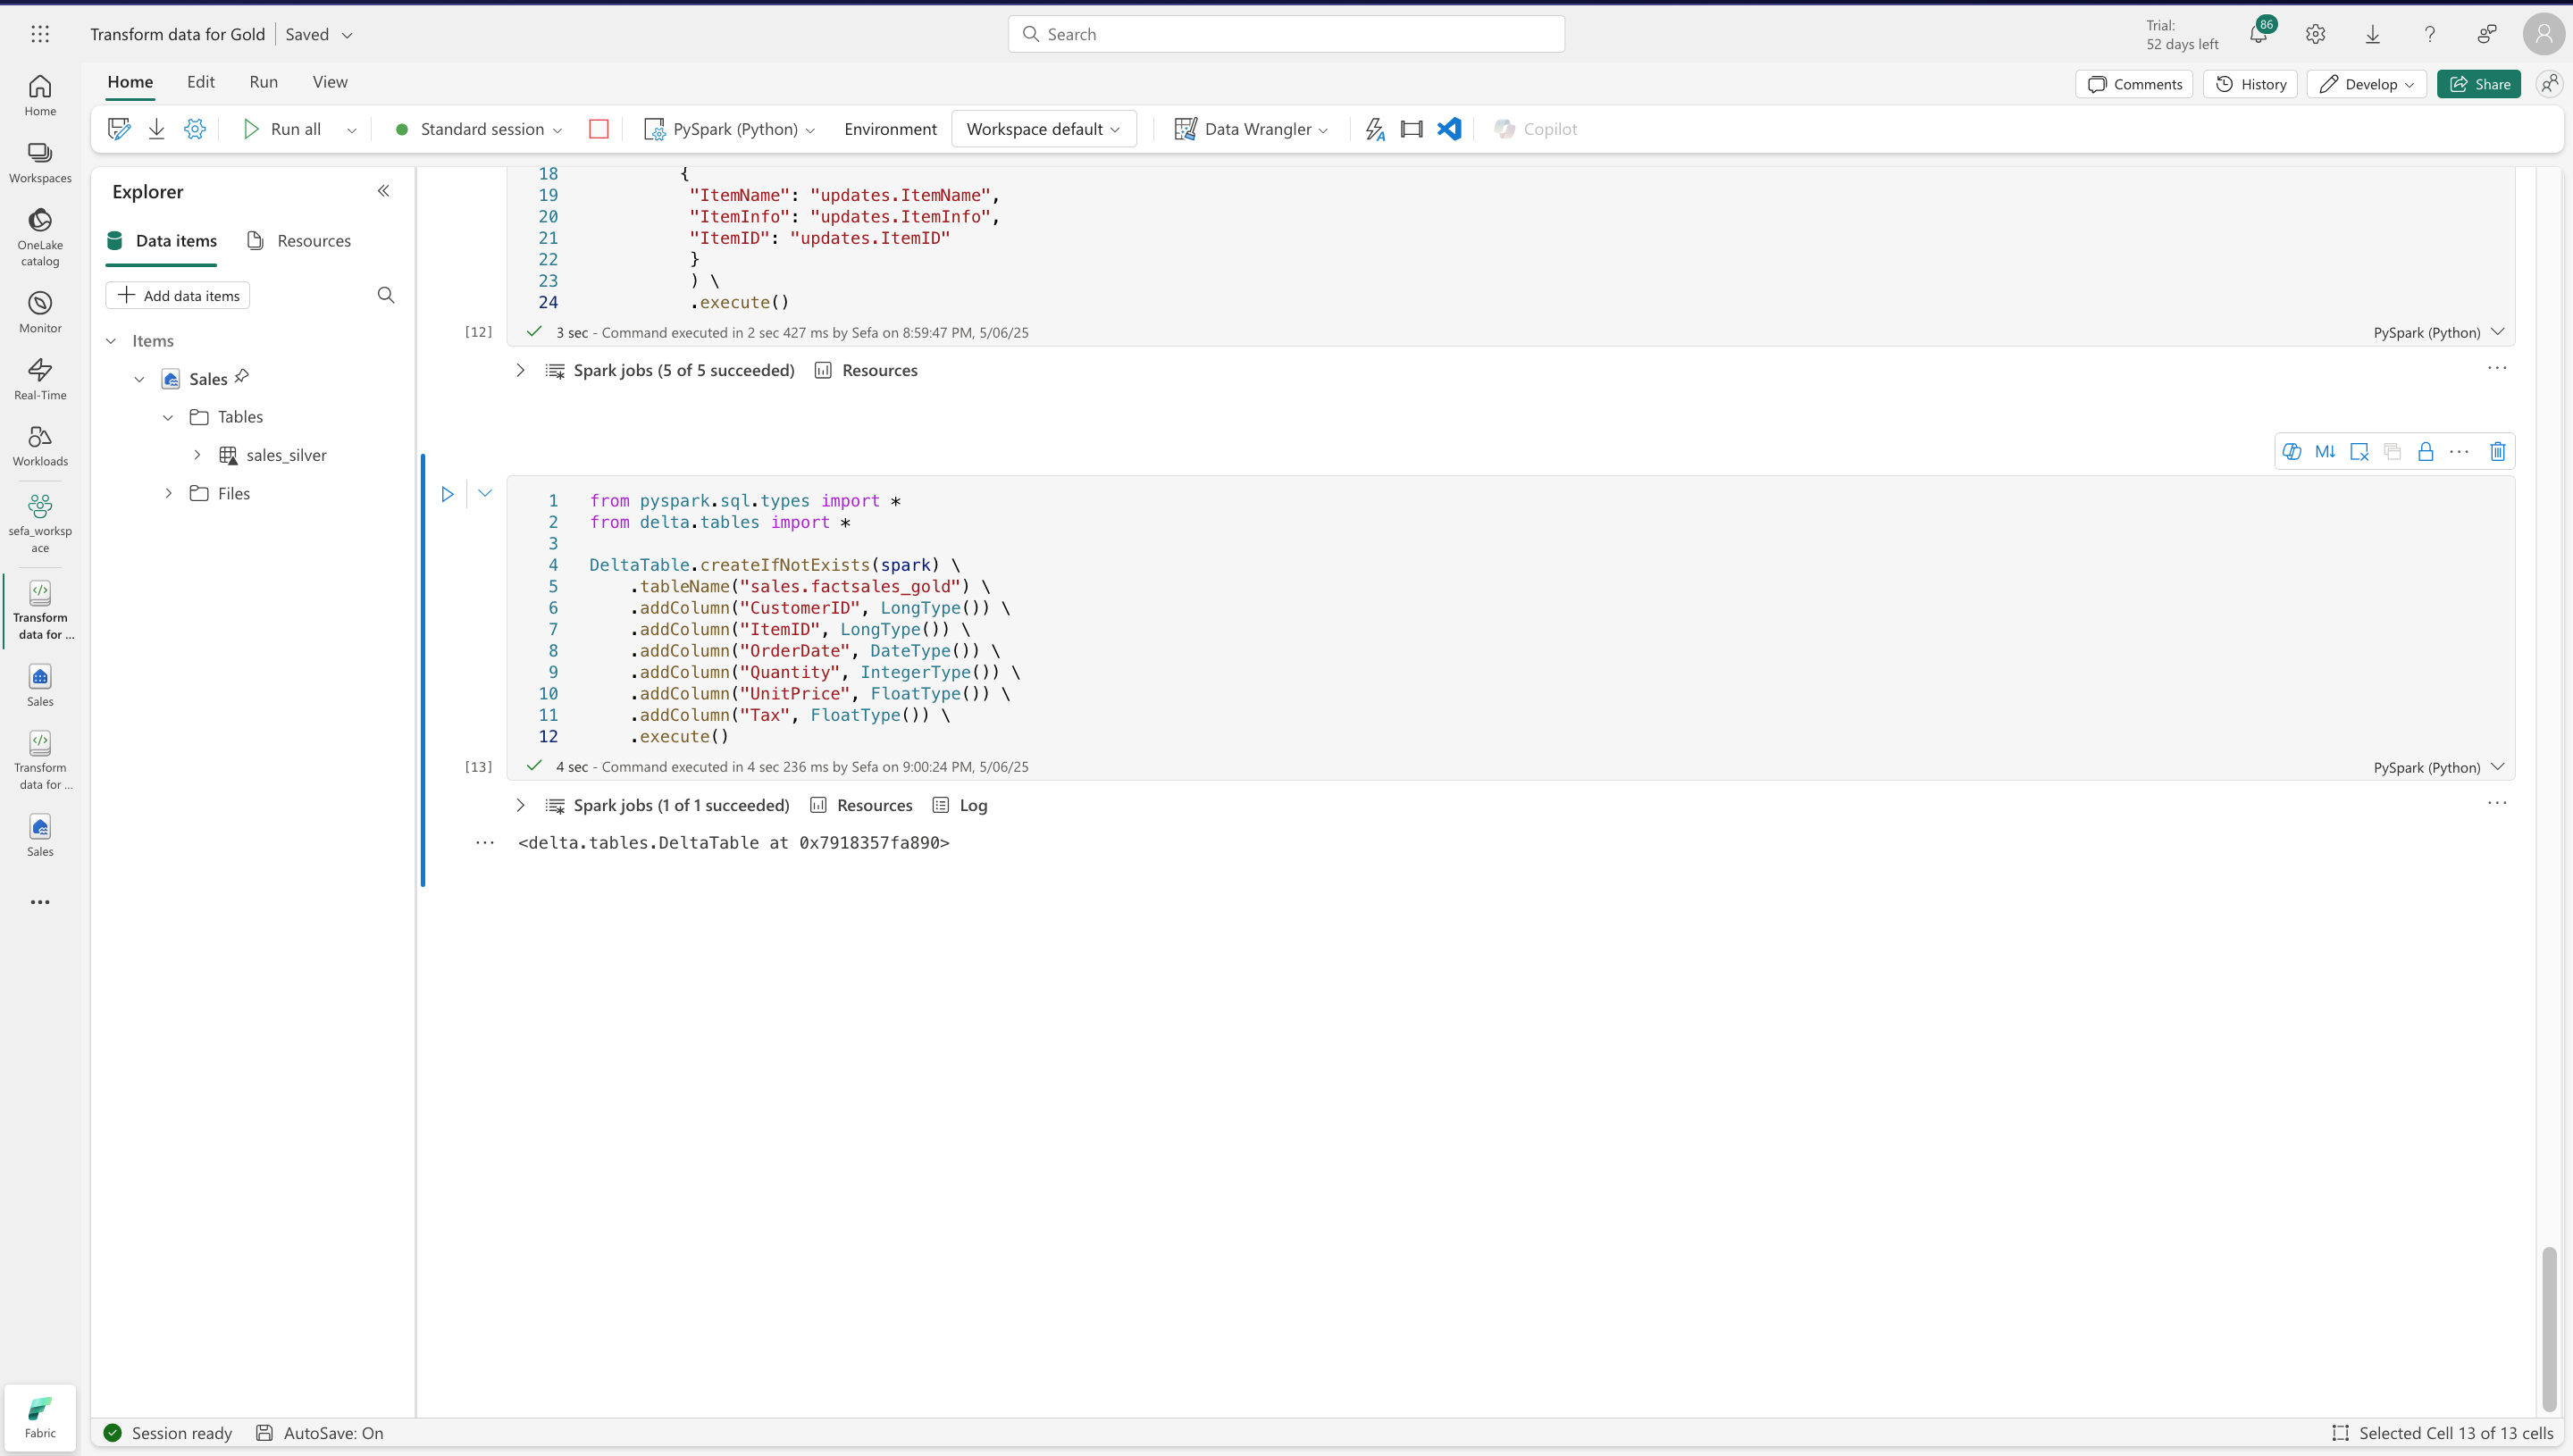 Transform data for Gold
Saved
Search
Trial:
52 days left
86
Home
Edit
Run
View
Comments
History
Develop
Share
Run all
Standard session
PySpark (Python)
Environment
Workspace default
Data Wrangler
Copilot
Home
Workspaces
OneLake
catalog
Monitor
Real-Time
Workloads
sefa_worksp
ace
Transform
data for ...
Sales
Transform
data for ...
Sales
Fabric
Explorer
Data items
Resources
Add data items
Items
Sales
Tables
sales_silver
Files
18 {
19 "ItemName": "updates.ItemName",
20 "ItemInfo": "updates.ItemInfo",
21 "ItemID": "updates.ItemID"
22 }
23 ) \
24 .execute()
[12] 3 sec - Command executed in 2 sec 427 ms by Sefa on 8:59:47 PM, 5/06/25
PySpark (Python)
Spark jobs (5 of 5 succeeded)
Resources
M↓
1 from pyspark.sql.types import *
2 from delta.tables import *
3
4 DeltaTable.createIfNotExists(spark) \
5 .tableName("sales.factsales_gold") \
6 .addColumn("CustomerID", LongType()) \
7 .addColumn("ItemID", LongType()) \
8 .addColumn("OrderDate", DateType()) \
9 .addColumn("Quantity", IntegerType()) \
10 .addColumn("UnitPrice", FloatType()) \
11 .addColumn("Tax", FloatType()) \
12 .execute()
[13] 4 sec - Command executed in 4 sec 236 ms by Sefa on 9:00:24 PM, 5/06/25
PySpark (Python)
Spark jobs (1 of 1 succeeded)
Resources
Log
<delta.tables.DeltaTable at 0x7918357fa890>
Session ready
AutoSave: On
Selected Cell 13 of 13 cells